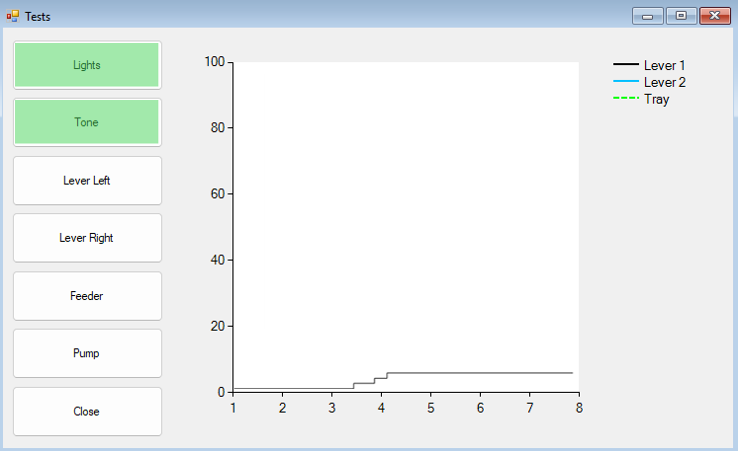 Tests
Lights
Tone
Lever Left
Lever Right
Feeder
Pump
Close
100
80
60
40
20
0
1 2 3 4 5 6 7 8
Lever 1
Lever 2
Tray